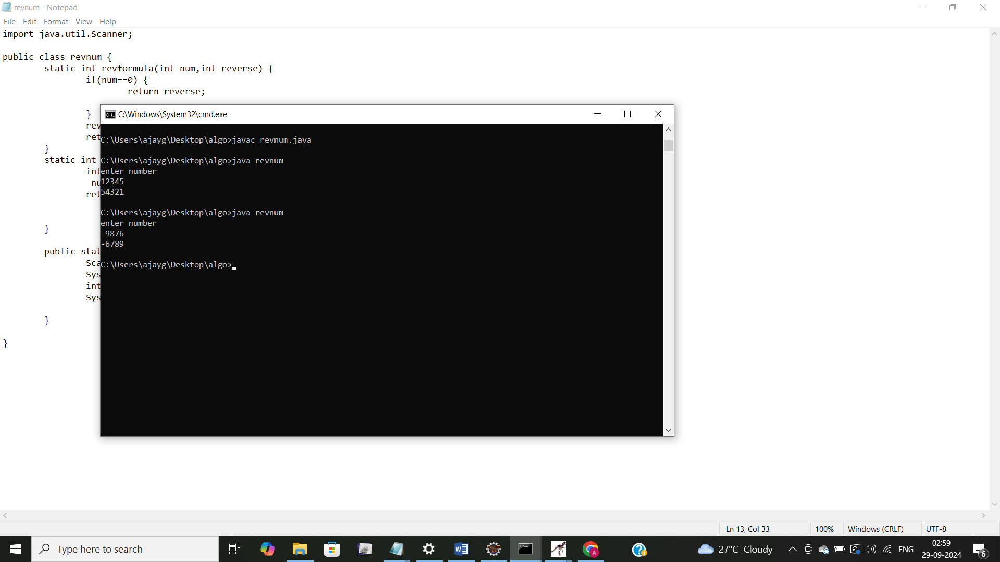 revnum - Notepad
File Edit Format View Help
import java.util.Scanner;
public class revnum {
static int revformula(int num,int reverse) {
if(num==0) {
return reverse;
}
rev
ret
}
static int
int
nu
ret
}
public stat
Sca
Sys
int
Sys
}
}
C:\Windows\System32\cmd.exe
C:\Users\ajayg\Desktop\algo>javac revnum.java
C:\Users\ajayg\Desktop\algo>java revnum
enter number
12345
54321
C:\Users\ajayg\Desktop\algo>java revnum
enter number
-9876
-6789
C:\Users\ajayg\Desktop\algo>
Ln 13, Col 33 100% Windows (CRLF) UTF-8
Type here to search
27°C Cloudy
ENG
02:59
29-09-2024
6